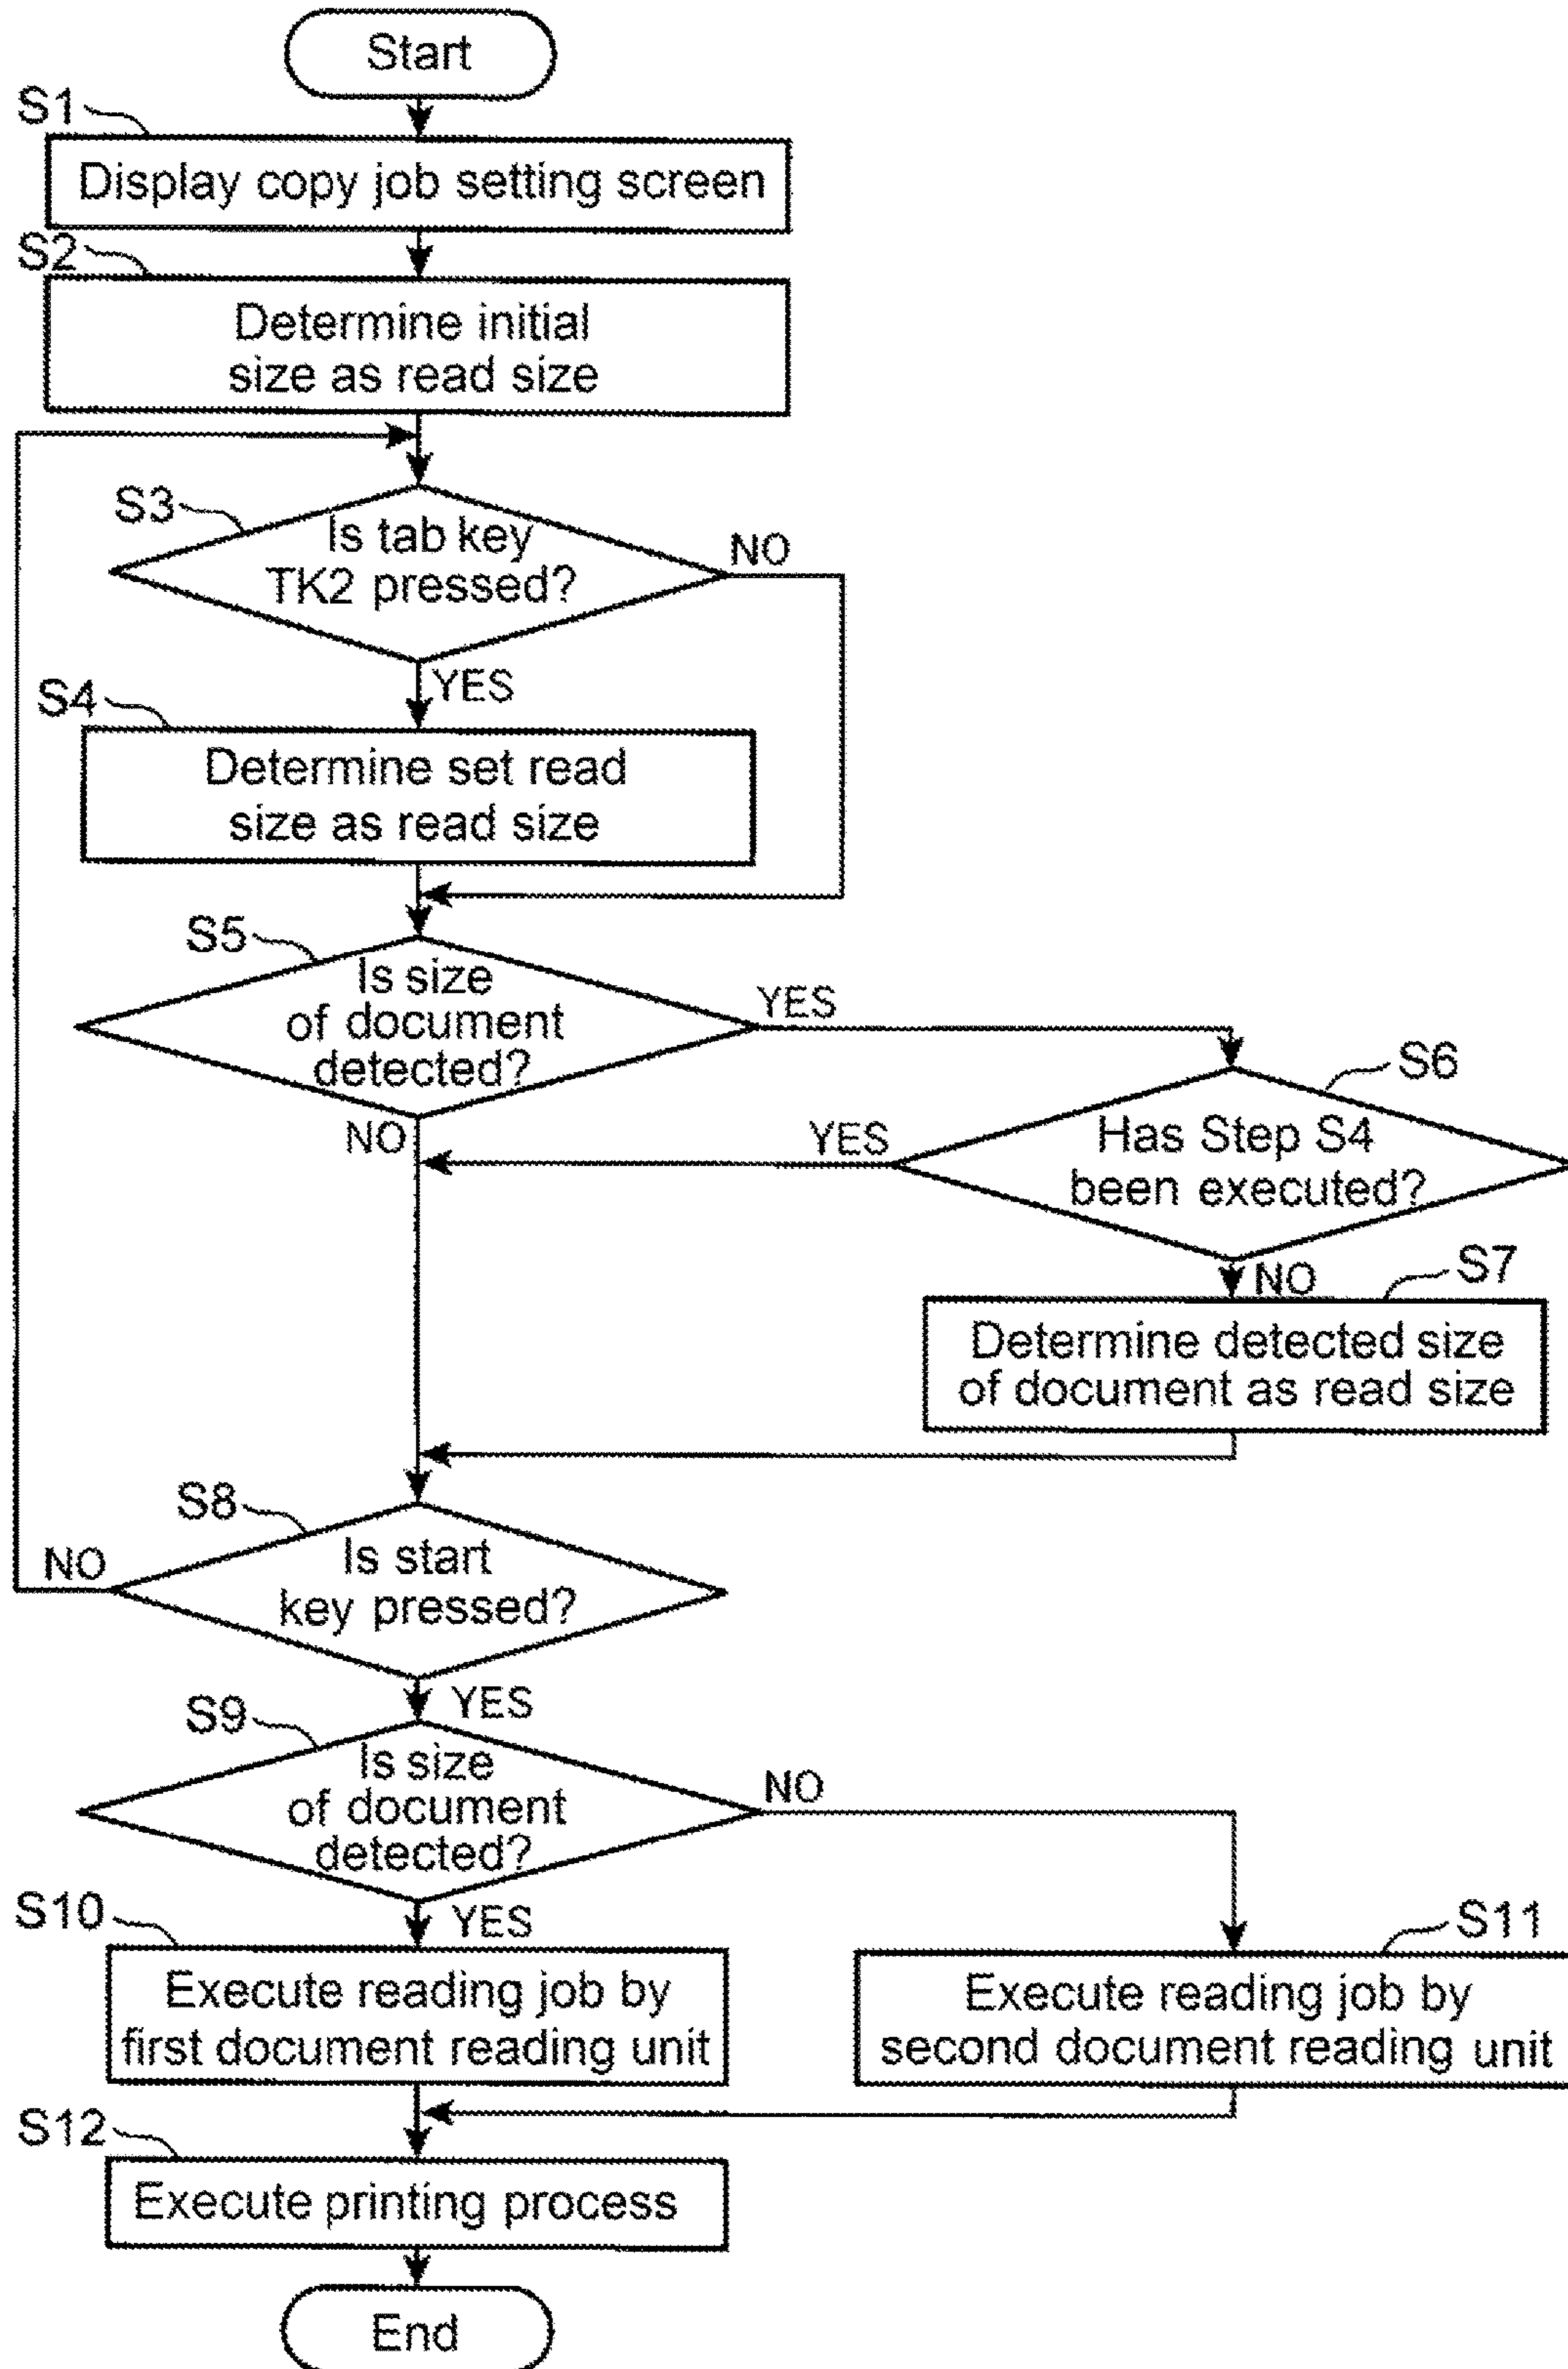 Start
S1
Display copy job setting screen
S2
Determine initial
size as read size
S3
Is tab key
TK2 pressed?
NO
YES
S4
Determine set read
size as read size
S5
Is size
of document
detected?
YES
NO
S6
Has Step S4
been executed?
YES
NO
S7
Determine detected size
of document as read size
S8
Is start
key pressed?
NO
YES
S9
Is size
of document
detected?
NO
YES
S10
Execute reading job by
first document reading unit
S11
Execute reading job by
second document reading unit
S12
Execute printing process
End